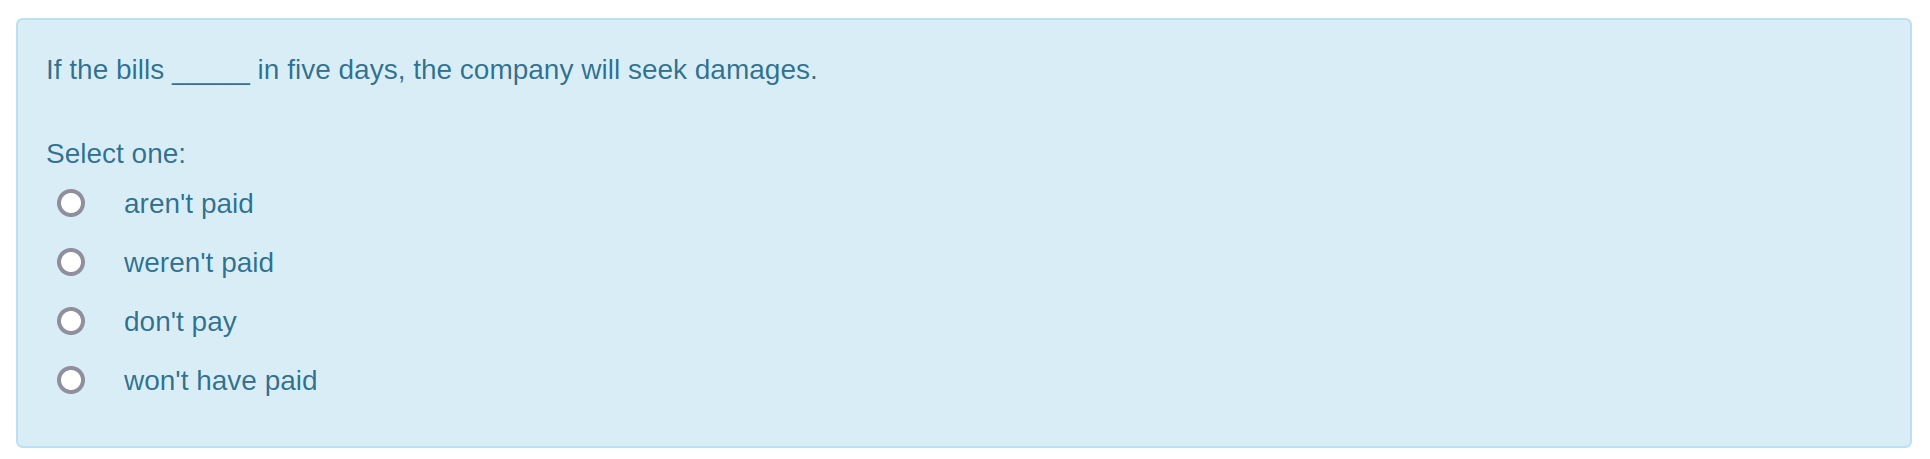 If the bills _____ in five days, the company will seek damages.
Select one:
aren't paid
weren't paid
don't pay
won't have paid